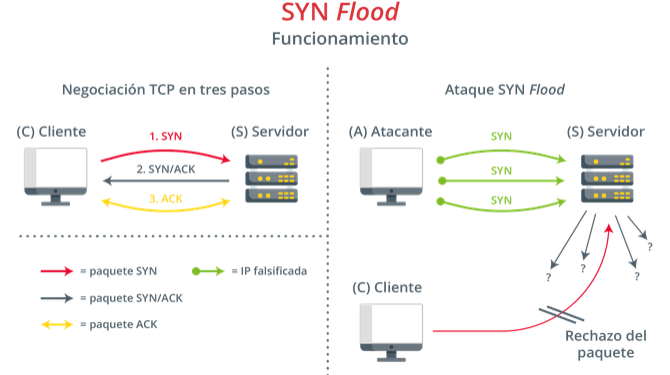 SYN Flood
Funcionamiento
Negociación TCP en tres pasos
(C) Cliente
(S) Servidor
1. SYN
2. SYN/ACK
3. ACK
= paquete SYN
= IP falsificada
= paquete SYN/ACK
= paquete ACK
Ataque SYN Flood
(A) Atacante
(S) Servidor
SYN
SYN
SYN
?
?
?
?
(C) Cliente
Rechazo del
paquete